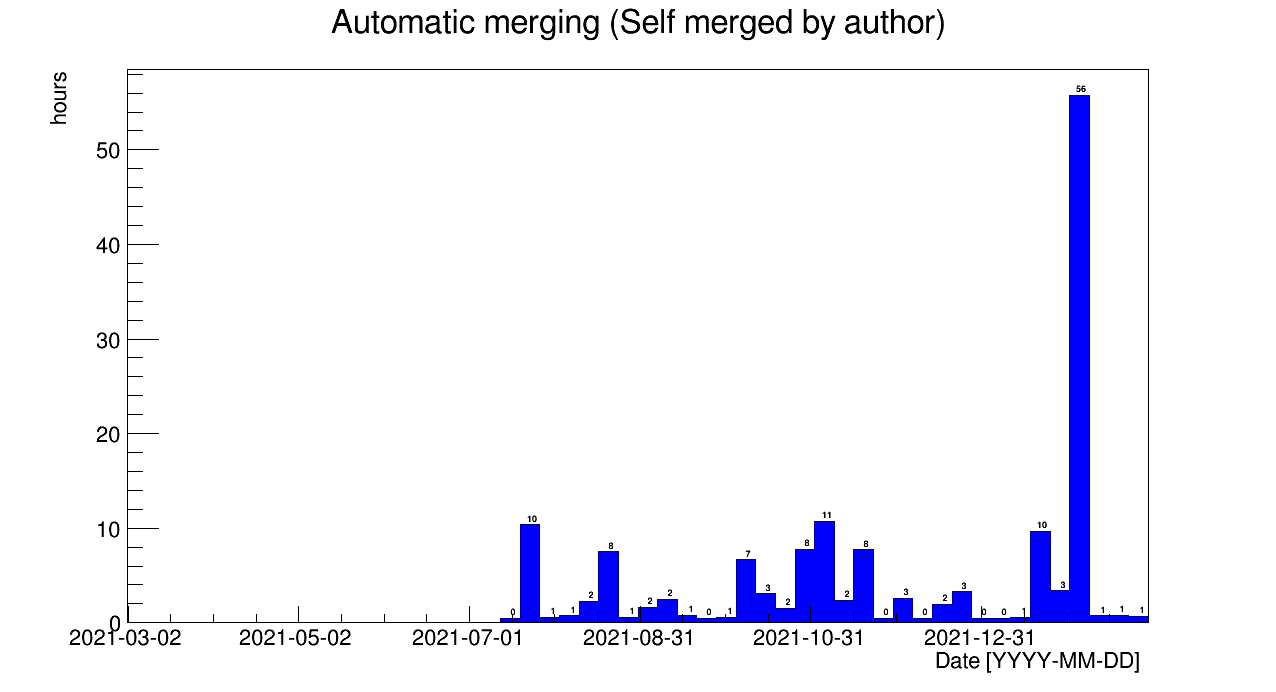 Automatic merging (Self merged by author)
hours
56
50
40
30
20
10
0
0 10 1 1 2 8 1 2 2 1 0 1 7 3 2 8 11 2 8 0 3 0 2 3 0 0 1 10 3 1 1 1
2021-03-02 2021-05-02 2021-07-01 2021-08-31 2021-10-31 2021-12-31
Date [YYYY-MM-DD]